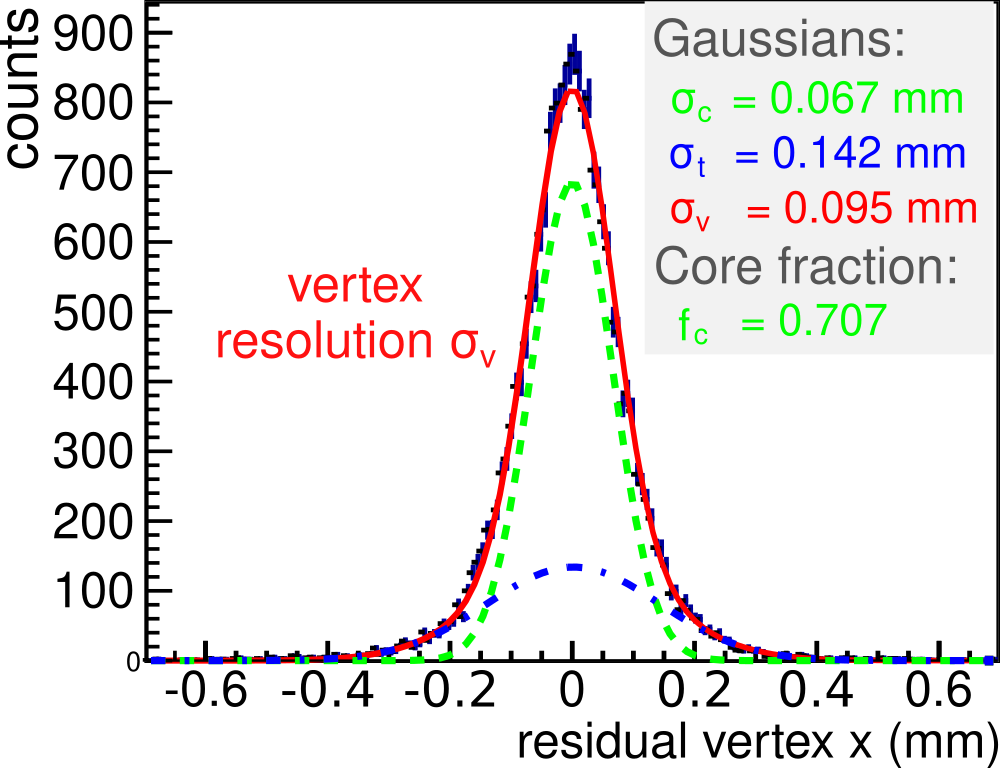 counts
900
800
700
600
500
400
300
200
100
0
Gaussians:
σc = 0.067 mm
σt = 0.142 mm
σv = 0.095 mm
Core fraction:
fc = 0.707
vertex
resolution σv
-0.6 -0.4 -0.2 0 0.2 0.4 0.6
residual vertex x (mm)